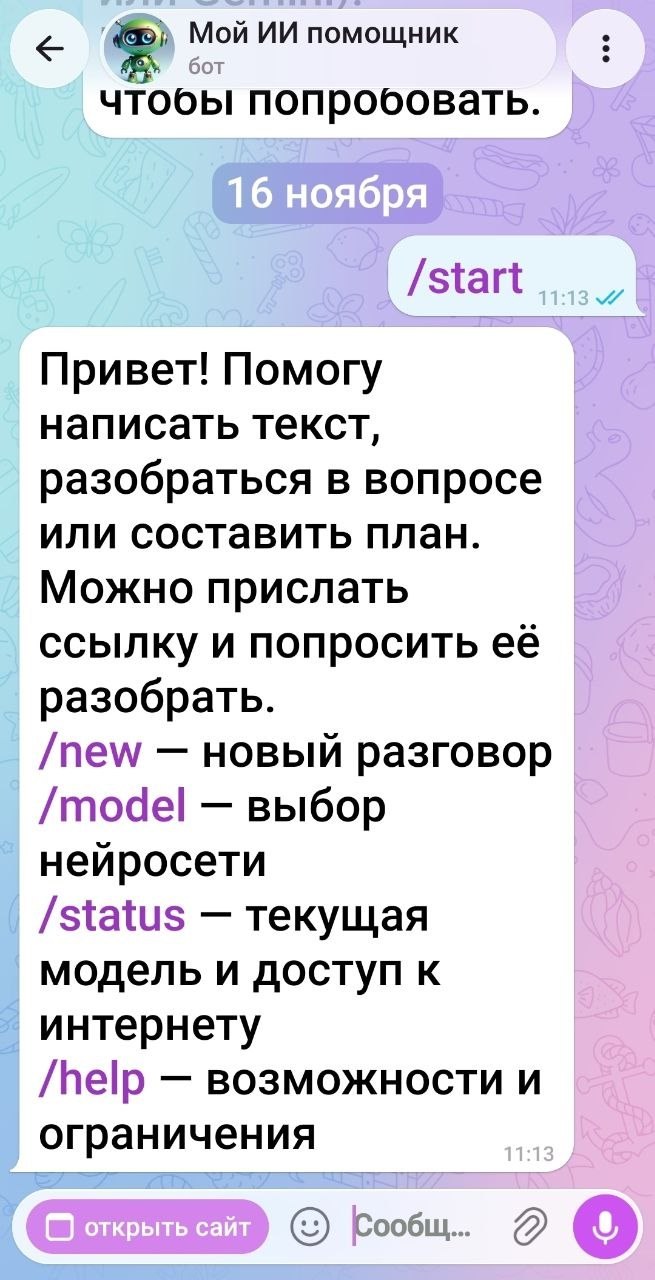 Мой ИИ помощник
бот
чтобы попробовать.
16 ноября
/start
11:13
Привет! Помогу
написать текст,
разобраться в вопросе
или составить план.
Можно прислать
ссылку и попросить её
разобрать.
/new — новый разговор
/model — выбор
нейросети
/status — текущая
модель и доступ к
интернету
/help — возможности и
ограничения
11:13
открыть сайт
Сообщ...